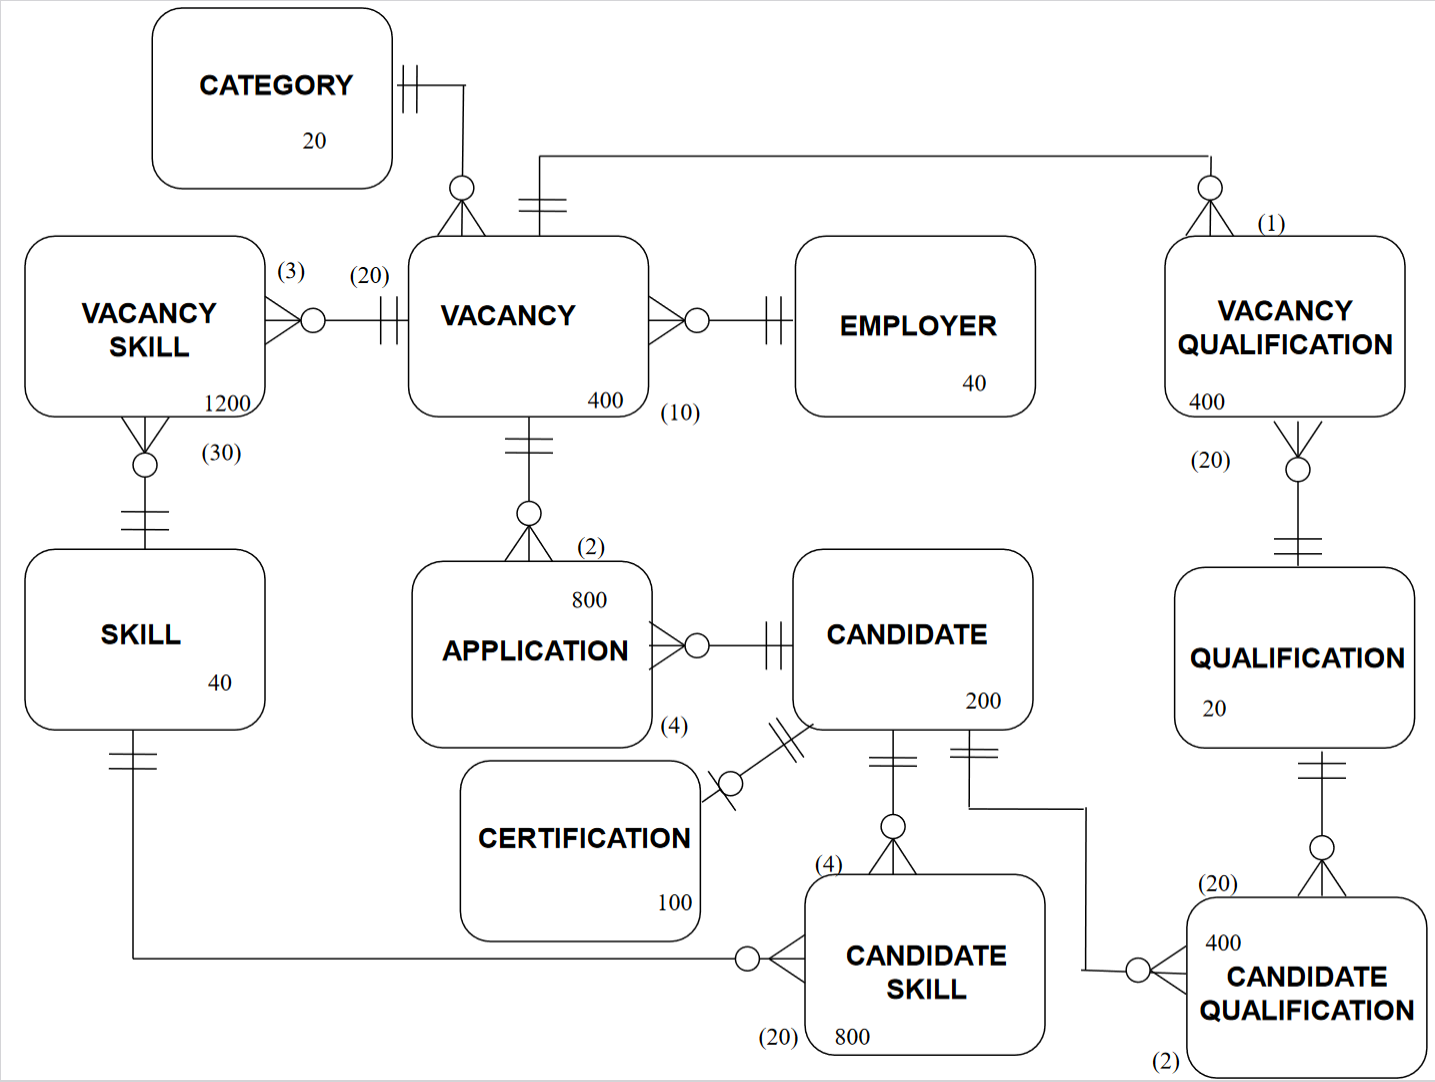 CATEGORY
20
(1)
(3)
(20)
VACANCY
SKILL
1200
VACANCY
400
(10)
EMPLOYER
40
VACANCY
QUALIFICATION
400
(30)
(20)
(2)
SKILL
40
800
APPLICATION
(4)
CANDIDATE
200
QUALIFICATION
20
CERTIFICATION
100
(4)
(20)
CANDIDATE
SKILL
(20)
800
400
CANDIDATE
QUALIFICATION
(2)